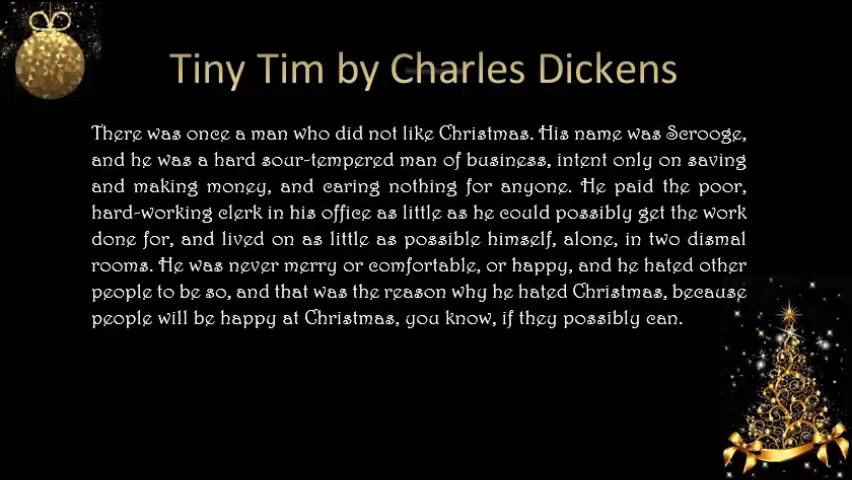 Tiny Tim by Charles Dickens
There was once a man who did not like Christmas. His name was Scrooge,
and he was a hard sour-tempered man of business, intent only on saving
and making money, and caring nothing for anyone. He paid the poor,
hard-working clerk in his office as little as he could possibly get the work
done for, and lived on as little as possible himself, alone, in two dismal
rooms. He was never merry or comfortable, or happy, and he hated other
people to be so, and that was the reason why he hated Christmas, because
people will be happy at Christmas, you know, if they possibly can.